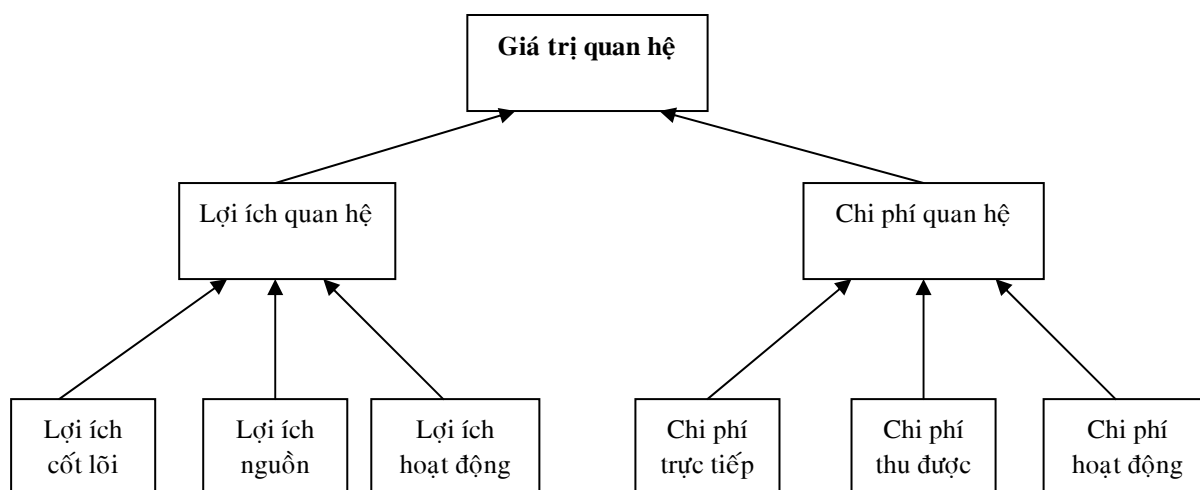 Giá trị quan hệ
Lợi ích quan hệ
Chi phí quan hệ
Lợi ích
cốt lõi
Lợi ích
nguồn
Lợi ích
hoạt động
Chi phí
trực tiếp
Chi phí
thu được
Chi phí
hoạt động